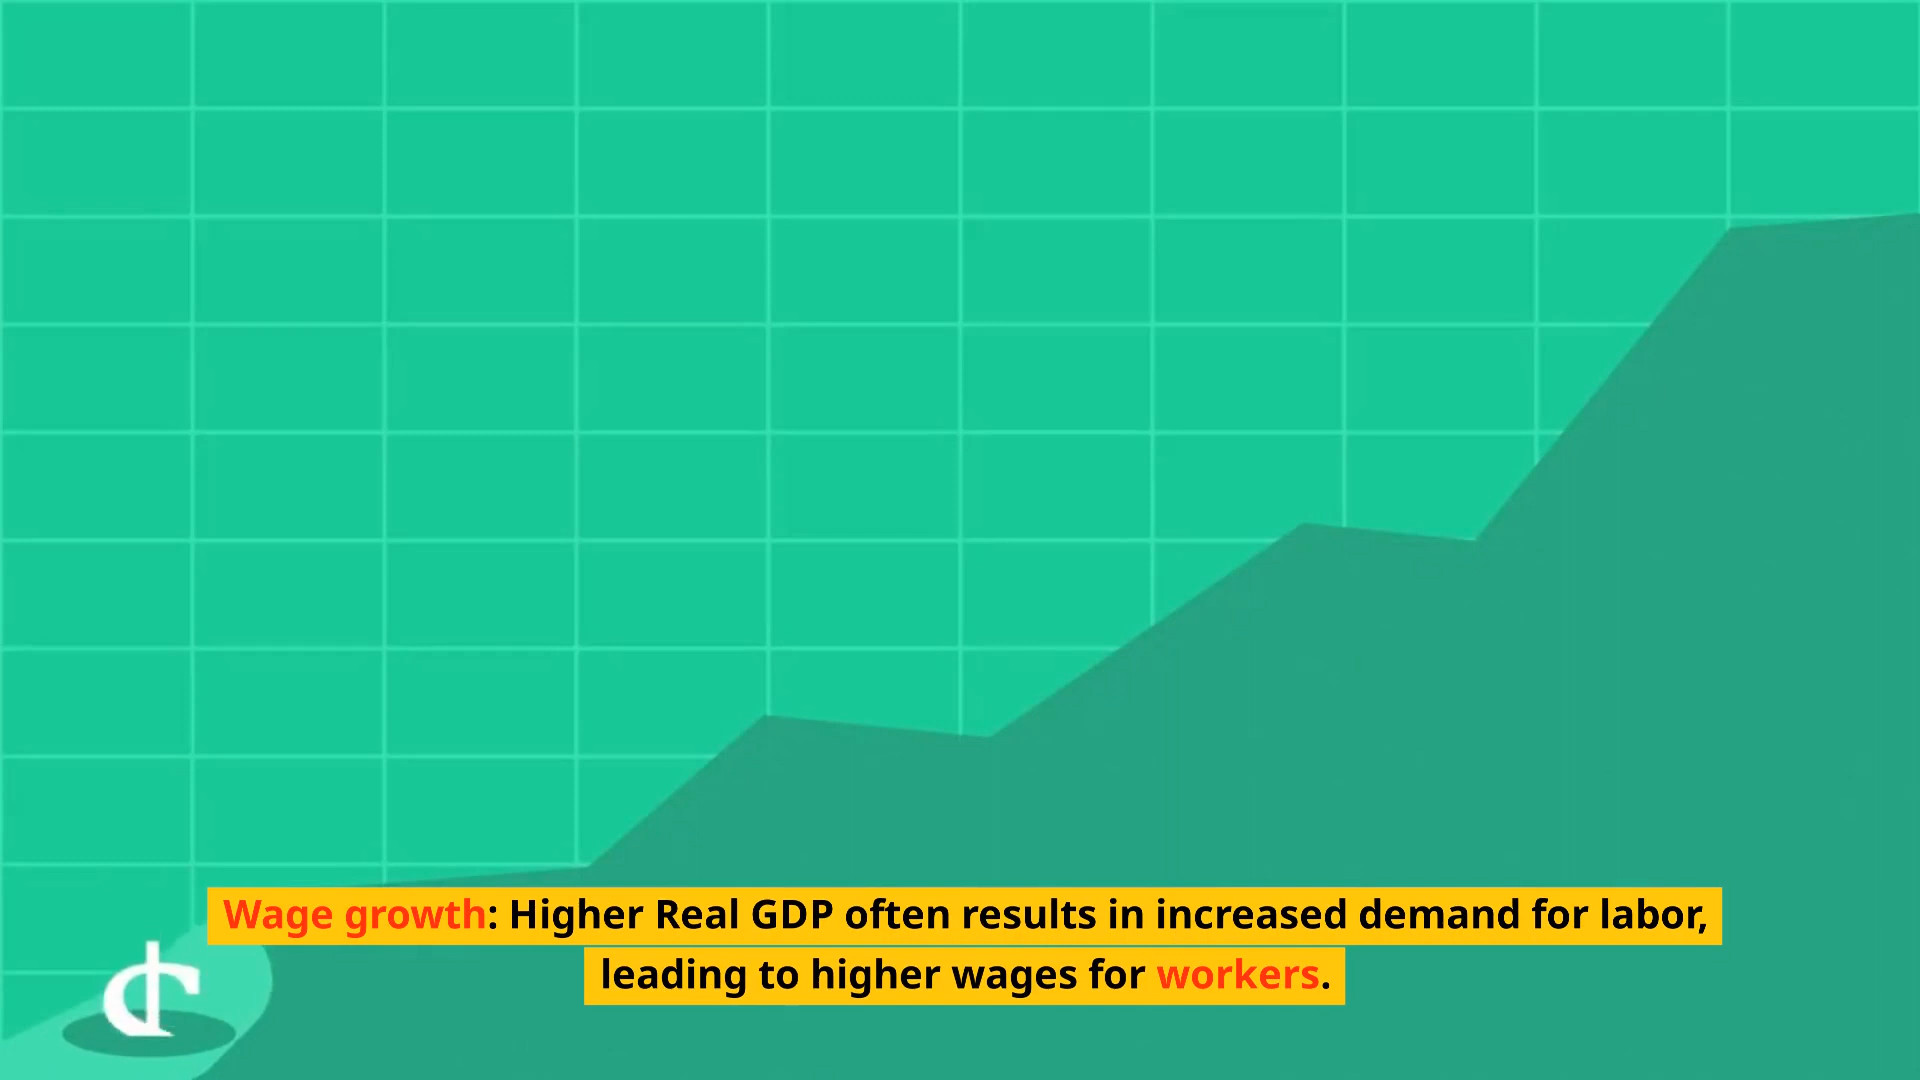 Wage growth: Higher Real GDP often results in increased demand for labor,
leading to higher wages for workers.